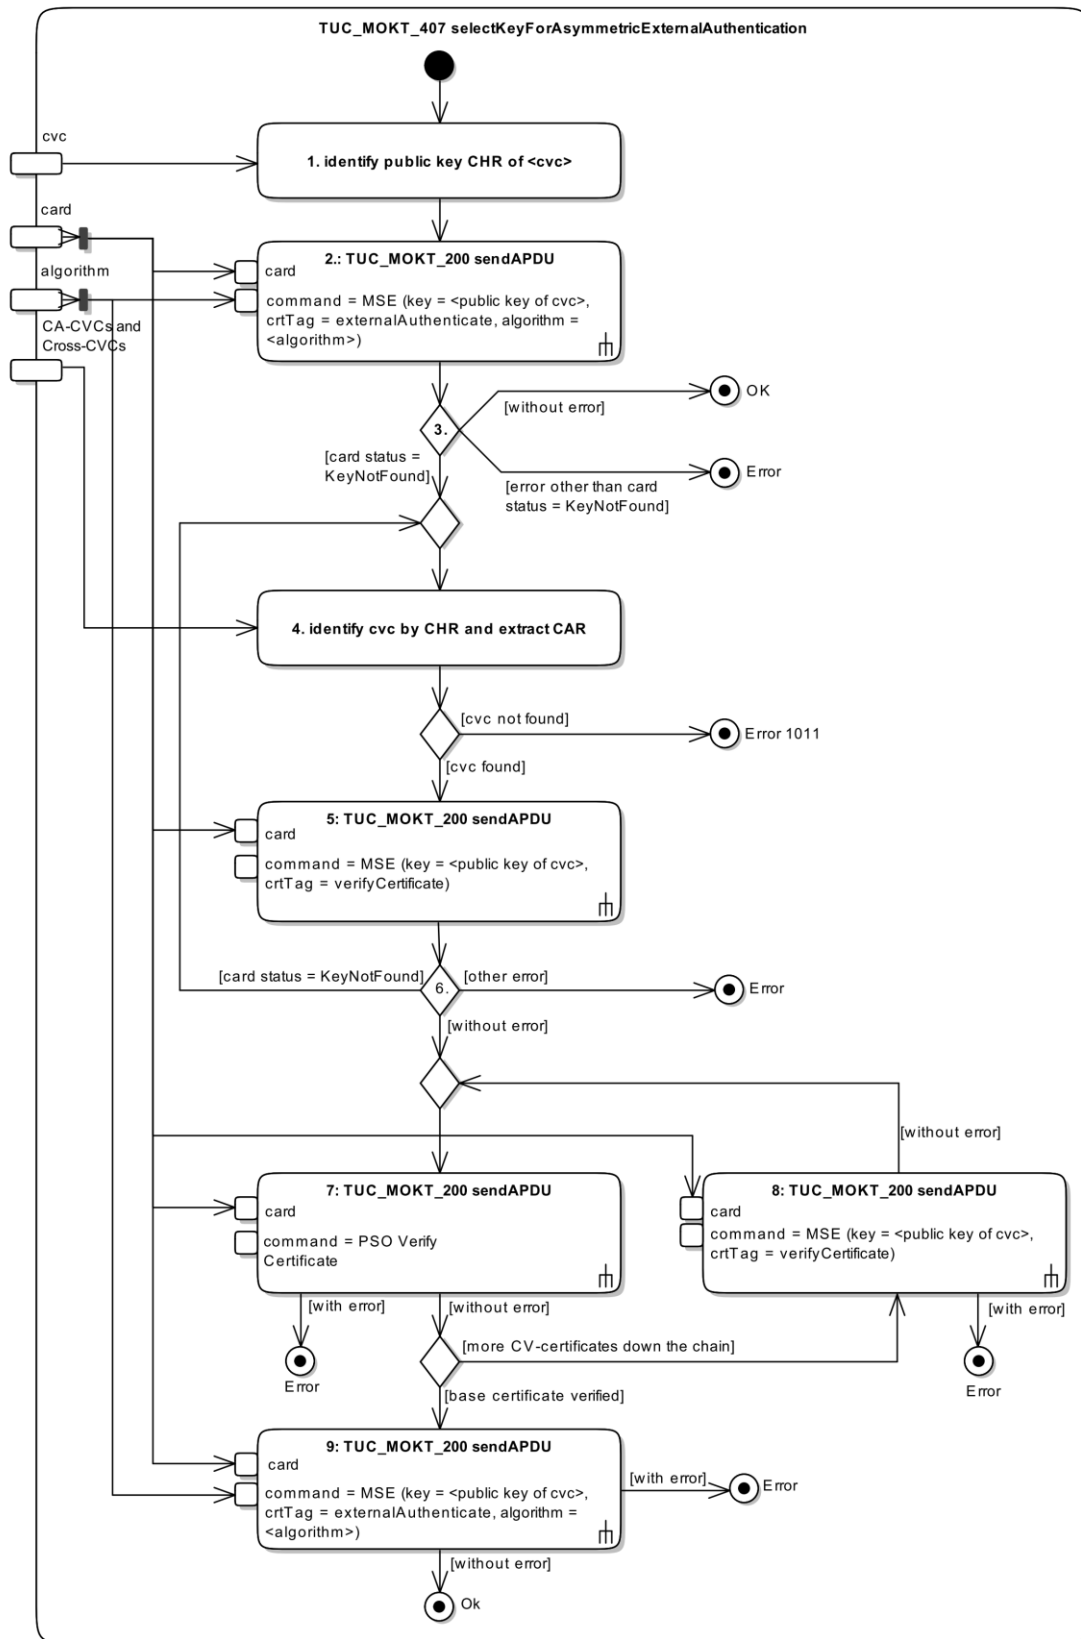 TUC_MOKT_407 selectKeyForAsymmetricExternalAuthentication
cvc
1. identify public key CHR of <cvc>
card
2.: TUC_MOKT_200 sendAPDU
card
algorithm
command = MSE (key = <public key of cvc>,
crtTag = externalAuthenticate, algorithm =
<algorithm>)
CA-CVCs and
Cross-CVCs
OK
[without error]
3.
[card status =
KeyNotFound]
Error
[error other than card
status = KeyNotFound]
4. identify cvc by CHR and extract CAR
[cvc not found]
Error 1011
[cvc found]
5: TUC_MOKT_200 sendAPDU
card
command = MSE (key = <public key of cvc>,
crtTag = verifyCertificate)
[card status = KeyNotFound]
6.
[other error]
Error
[without error]
[without error]
7: TUC_MOKT_200 sendAPDU
card
command = PSO Verify
Certificate
8: TUC_MOKT_200 sendAPDU
card
command = MSE (key = <public key of cvc>,
crtTag = verifyCertificate)
[with error]
[without error]
[with error]
[more CV-certificates down the chain]
Error
Error
[base certificate verified]
9: TUC_MOKT_200 sendAPDU
card
command = MSE (key = <public key of cvc>,
crtTag = externalAuthenticate, algorithm =
<algorithm>)
[with error]
Error
[without error]
Ok